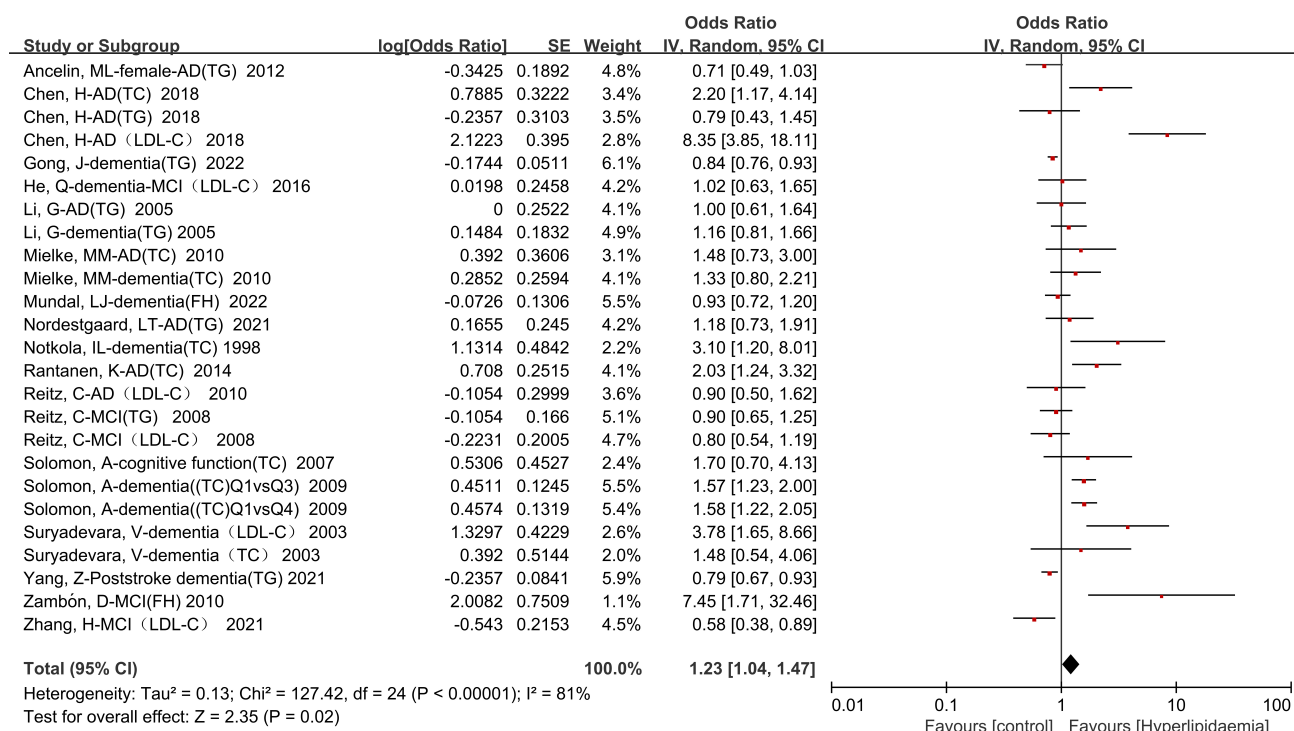 Odds Ratio Odds Ratio
Study or Subgroup log[Odds Ratio] SE Weight IV, Random, 95% CI IV, Random, 95% CI
Ancelin, ML-female-AD(TG) 2012 -0.3425 0.1892 4.8% 0.71 [0.49, 1.03]
Chen, H-AD(TC) 2018 0.7885 0.3222 3.4% 2.20 [1.17, 4.14]
Chen, H-AD(TG) 2018 -0.2357 0.3103 3.5% 0.79 [0.43, 1.45]
Chen, H-AD（LDL-C）2018 2.1223 0.395 2.8% 8.35 [3.85, 18.11]
Gong, J-dementia(TG) 2022 -0.1744 0.0511 6.1% 0.84 [0.76, 0.93]
He, Q-dementia-MCI（LDL-C）2016 0.0198 0.2458 4.2% 1.02 [0.63, 1.65]
Li, G-AD(TG) 2005 0 0.2522 4.1% 1.00 [0.61, 1.64]
Li, G-dementia(TG) 2005 0.1484 0.1832 4.9% 1.16 [0.81, 1.66]
Mielke, MM-AD(TC) 2010 0.392 0.3606 3.1% 1.48 [0.73, 3.00]
Mielke, MM-dementia(TC) 2010 0.2852 0.2594 4.1% 1.33 [0.80, 2.21]
Mundal, LJ-dementia(FH) 2022 -0.0726 0.1306 5.5% 0.93 [0.72, 1.20]
Nordestgaard, LT-AD(TG) 2021 0.1655 0.245 4.2% 1.18 [0.73, 1.91]
Notkola, IL-dementia(TC) 1998 1.1314 0.4842 2.2% 3.10 [1.20, 8.01]
Rantanen, K-AD(TC) 2014 0.708 0.2515 4.1% 2.03 [1.24, 3.32]
Reitz, C-AD（LDL-C）2010 -0.1054 0.2999 3.6% 0.90 [0.50, 1.62]
Reitz, C-MCI(TG) 2008 -0.1054 0.166 5.1% 0.90 [0.65, 1.25]
Reitz, C-MCI（LDL-C）2008 -0.2231 0.2005 4.7% 0.80 [0.54, 1.19]
Solomon, A-cognitive function(TC) 2007 0.5306 0.4527 2.4% 1.70 [0.70, 4.13]
Solomon, A-dementia((TC)Q1vsQ3) 2009 0.4511 0.1245 5.5% 1.57 [1.23, 2.00]
Solomon, A-dementia((TC)Q1vsQ4) 2009 0.4574 0.1319 5.4% 1.58 [1.22, 2.05]
Suryadevara, V-dementia（LDL-C）2003 1.3297 0.4229 2.6% 3.78 [1.65, 8.66]
Suryadevara, V-dementia（TC）2003 0.392 0.5144 2.0% 1.48 [0.54, 4.06]
Yang, Z-Poststroke dementia(TG) 2021 -0.2357 0.0841 5.9% 0.79 [0.67, 0.93]
Zambón, D-MCI(FH) 2010 2.0082 0.7509 1.1% 7.45 [1.71, 32.46]
Zhang, H-MCI（LDL-C）2021 -0.543 0.2153 4.5% 0.58 [0.38, 0.89]
Total (95% CI) 100.0% 1.23 [1.04, 1.47]
Heterogeneity: Tau² = 0.13; Chi² = 127.42, df = 24 (P < 0.00001); I² = 81%
Test for overall effect: Z = 2.35 (P = 0.02)
0.01 0.1 1 10 100
Favours [control] Favours [Hyperlipidaemia]